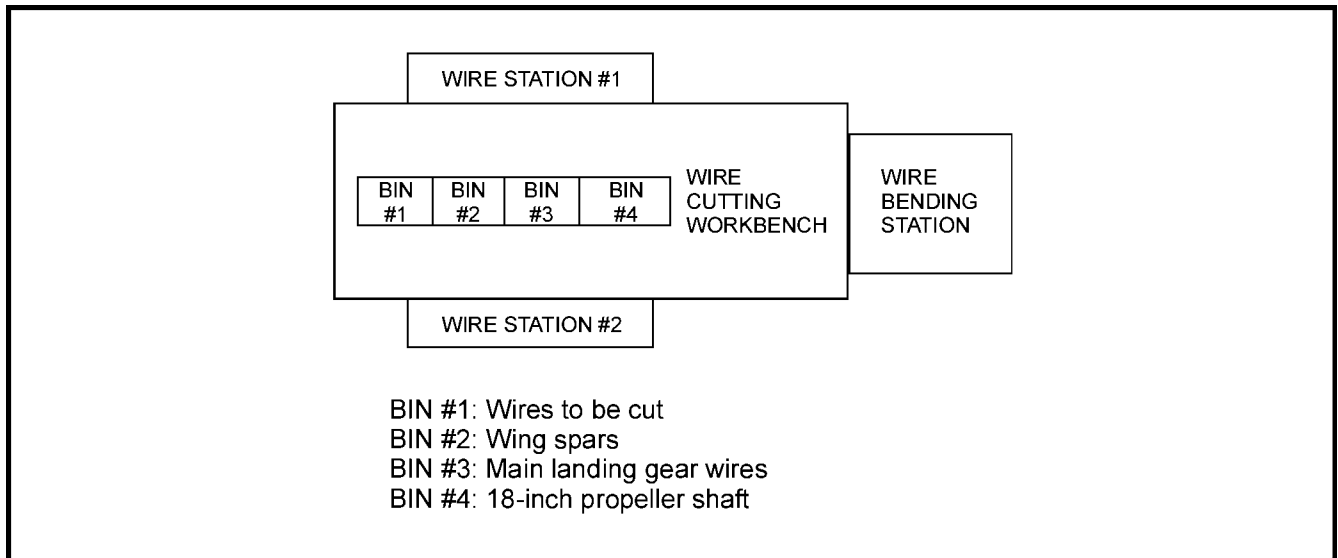 WIRE STATION #1
BIN
#1
BIN
#2
BIN
#3
BIN
#4
WIRE
CUTTING
WORKBENCH
WIRE
BENDING
STATION
WIRE STATION #2
BIN #1: Wires to be cut
BIN #2: Wing spars
BIN #3: Main landing gear wires
BIN #4: 18-inch propeller shaft